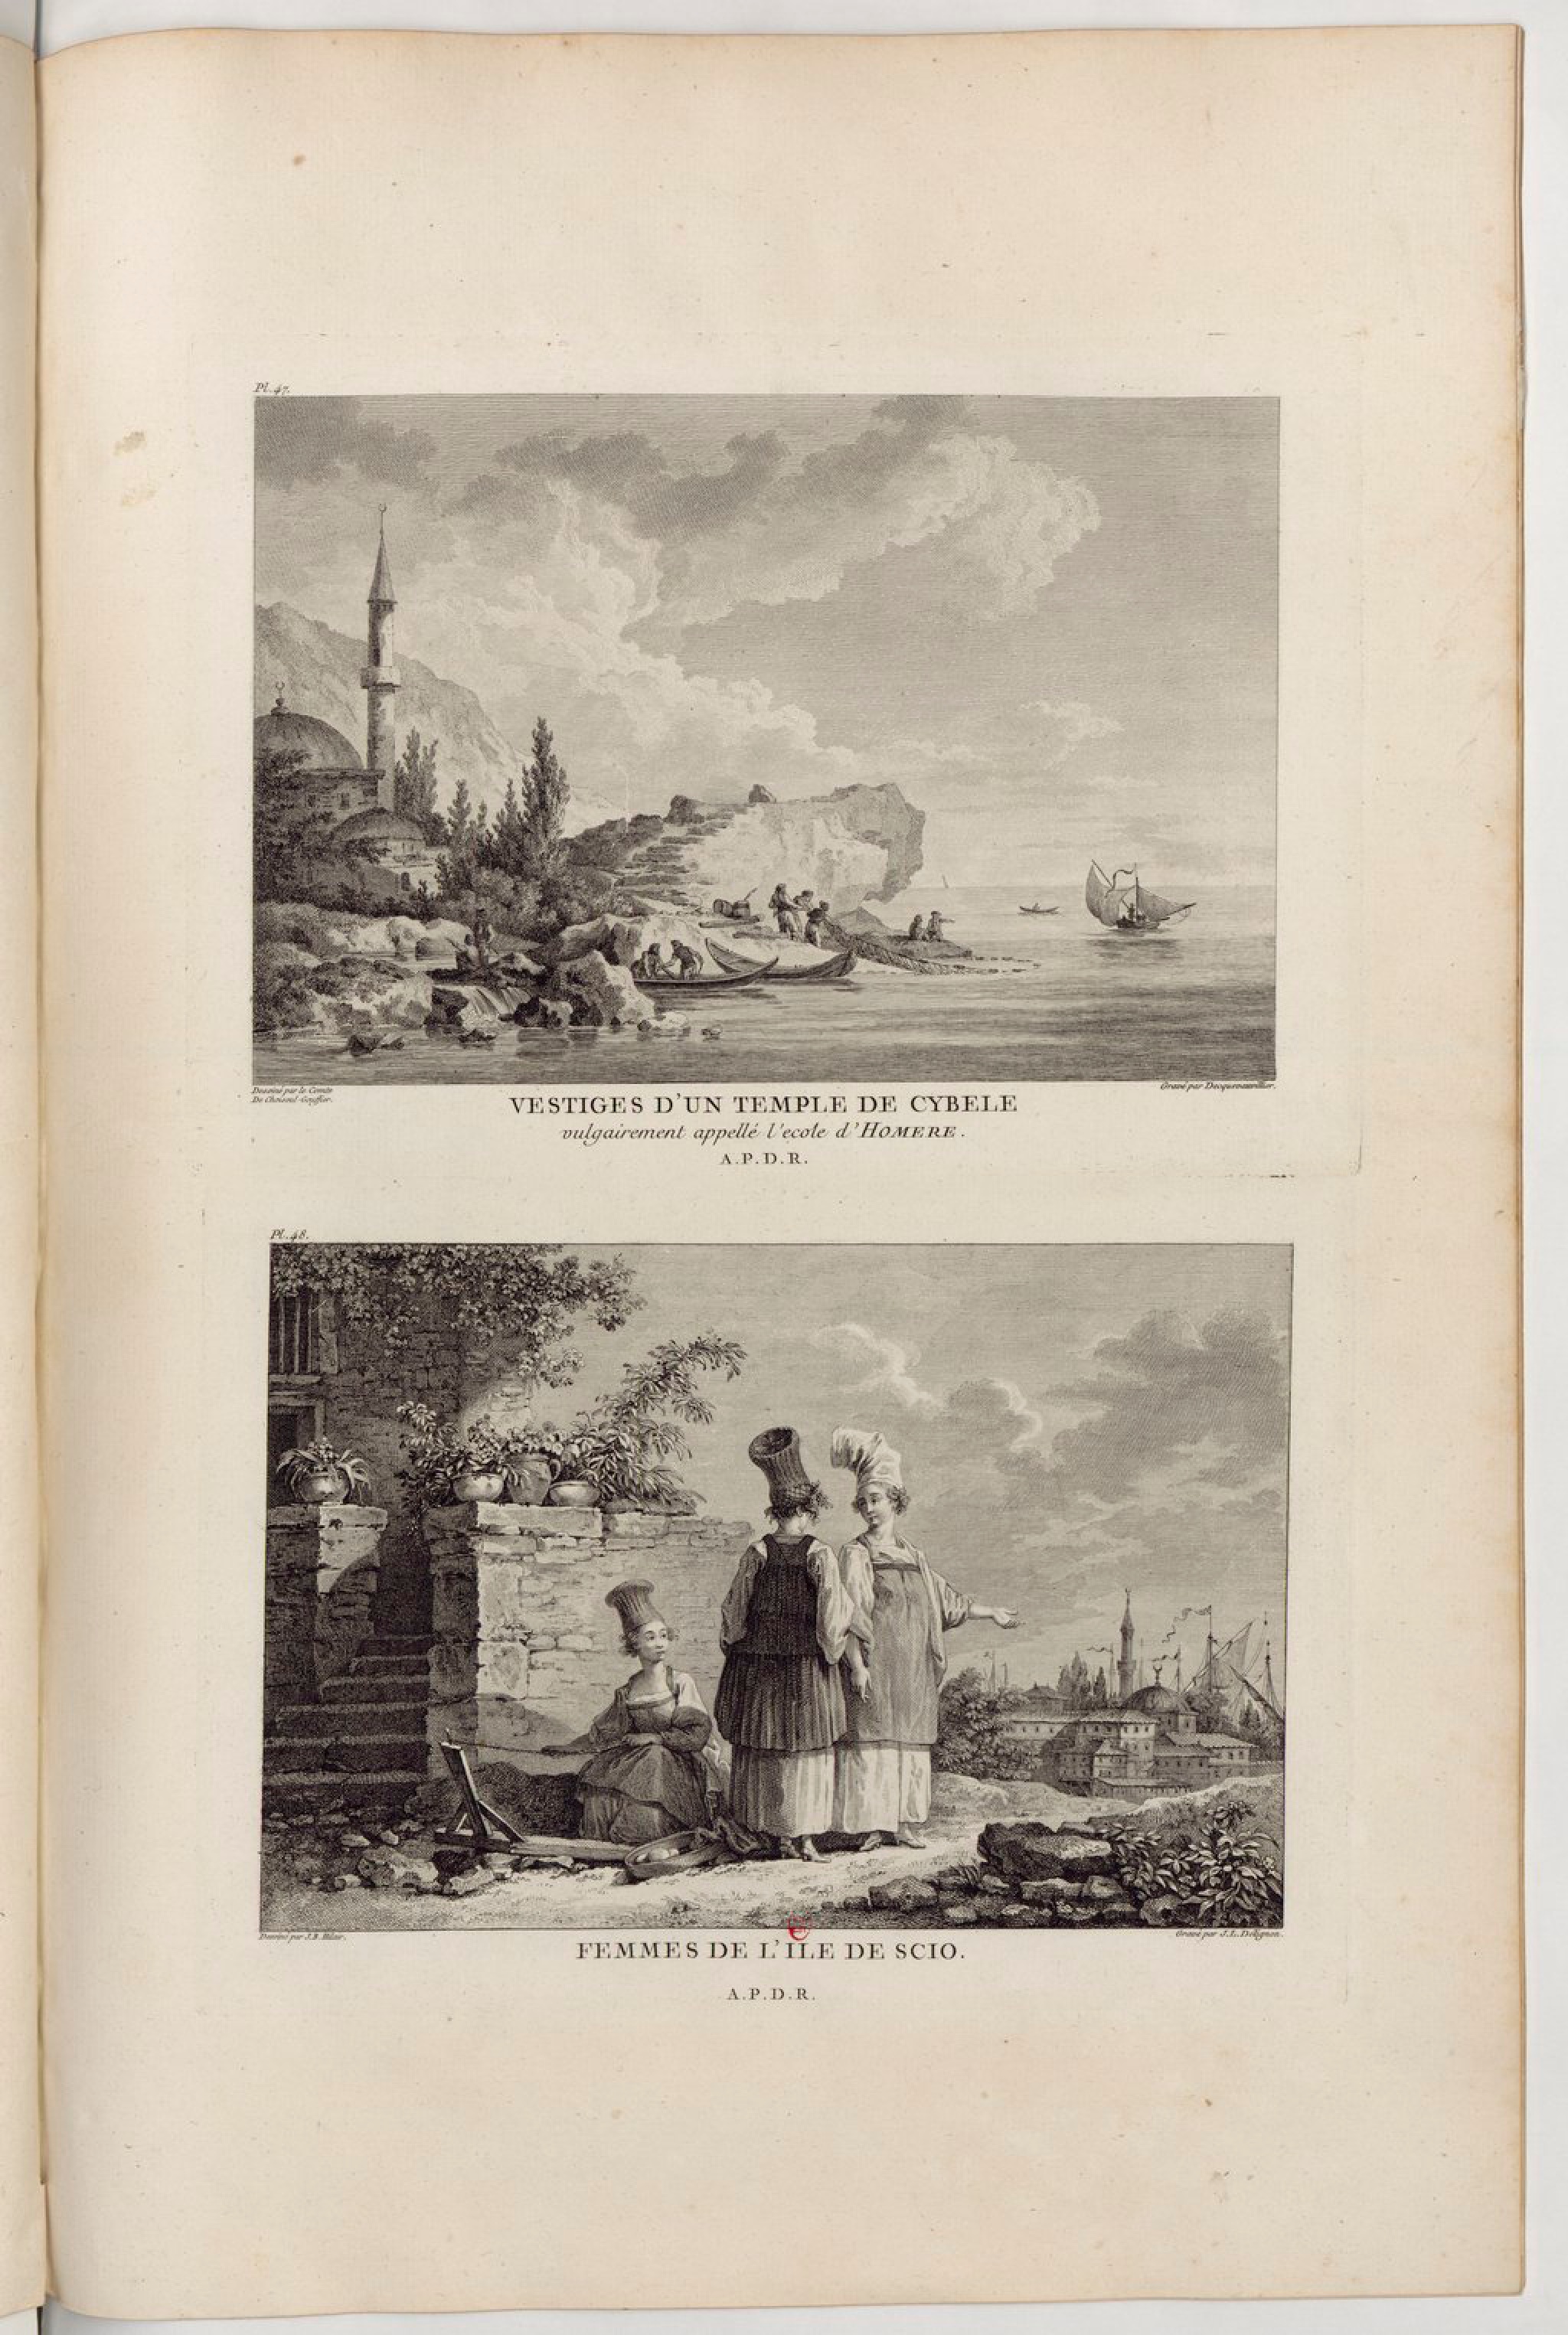 Pl. 47.
Dessiné par le Comte
De Choiseul-Gouffier.
Gravé par Decquevauviller.
VESTIGES D'UN TEMPLE DE CYBELE
vulgairement appellé l'ecole d'HOMERE.
A.P.D.R.
Pl. 48.
Dessiné par J.B. Hilair.
Gravé par J.L. Delignon.
FEMMES DE L'ILE DE SCIO.
A.P.D.R.